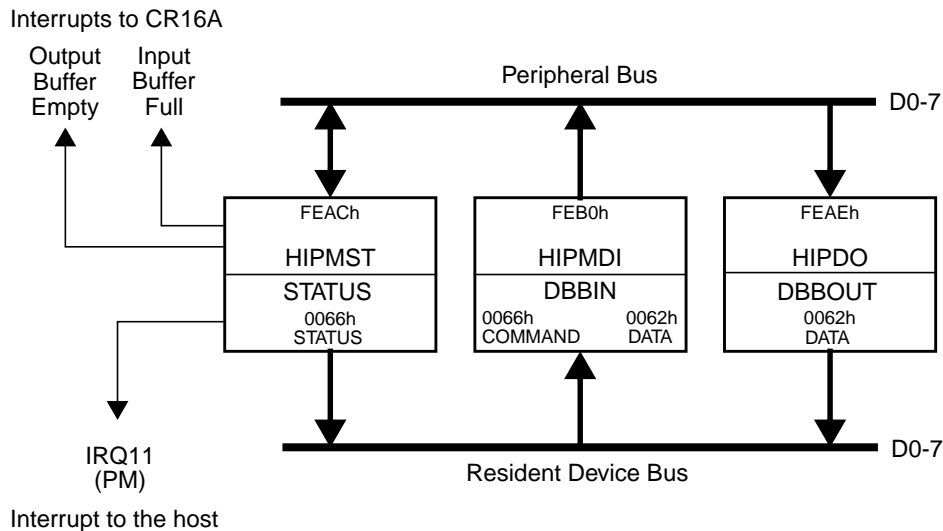 Interrupts to CR16A
Output
Buffer
Empty
Input
Buffer
Full
Peripheral Bus
D0-7
FEACh
HIPMST
STATUS
0066h
STATUS
FEB0h
HIPMDI
DBBIN
0066h
COMMAND
0062h
DATA
FEAEh
HIPDO
DBBOUT
0062h
DATA
D0-7
Resident Device Bus
IRQ11
(PM)
Interrupt to the host